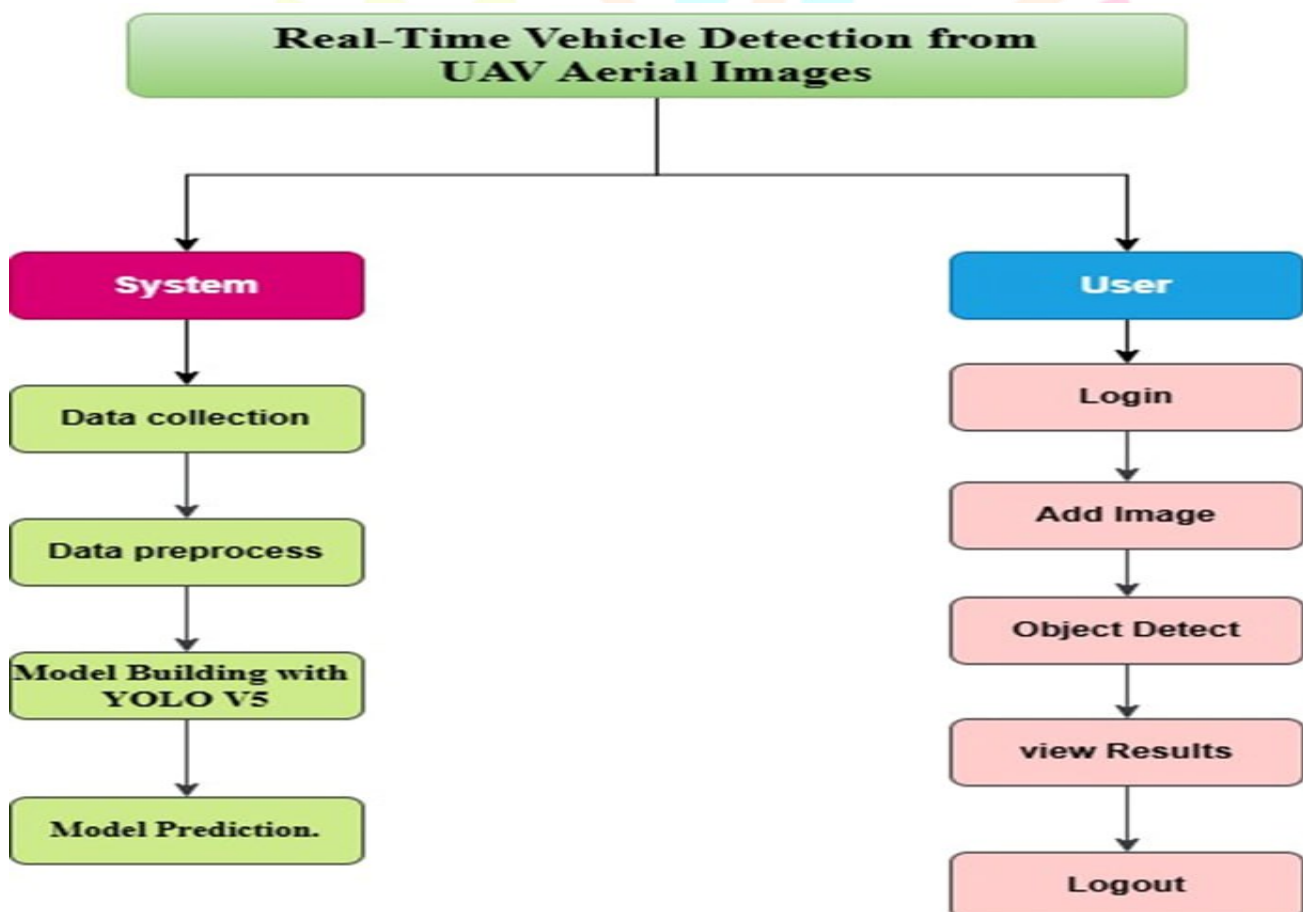 Real-Time Vehicle Detection from
UAV Aerial Images
System
Data collection
Data preprocess
Model Building with
YOLO V5
Model Prediction.
User
Login
Add Image
Object Detect
view Results
Logout